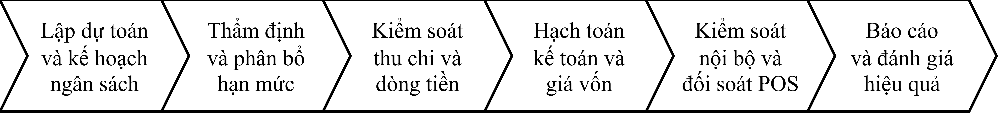 Lập dự toán
và kế hoạch
ngân sách
Thẩm định
và phân bổ
hạn mức
Kiểm soát
thu chi và
dòng tiền
Hạch toán
kế toán và
giá vốn
Kiểm soát
nội bộ và
đối soát POS
Báo cáo
và đánh giá
hiệu quả